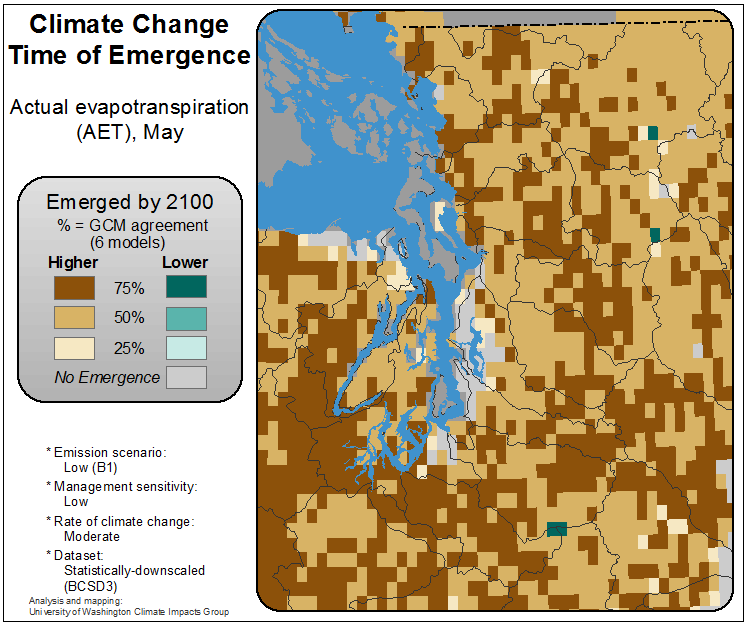 Climate Change
Time of Emergence
Actual evapotranspiration
(AET), May
Emerged by 2100
% = GCM agreement
(6 models)
Higher Lower
75%
50%
25%
No Emergence
* Emission scenario:
Low (B1)
* Management sensitivity:
Low
* Rate of climate change:
Moderate
* Dataset:
Statistically-downscaled
(BCSD3)
Analysis and mapping:
University of Washington Climate Impacts Group